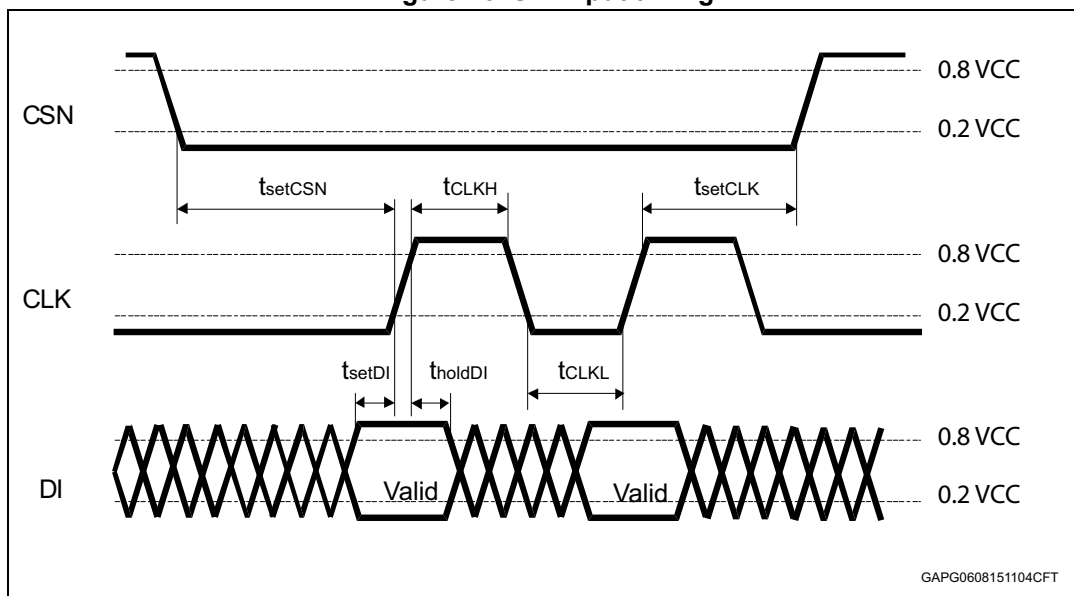 CSN
0.8 VCC
0.2 VCC
tsetCSN
tCLKH
tsetCLK
CLK
0.8 VCC
0.2 VCC
tsetDI
tholdDI
tCLKL
DI
Valid
Valid
0.8 VCC
0.2 VCC
GAPG0608151104CFT